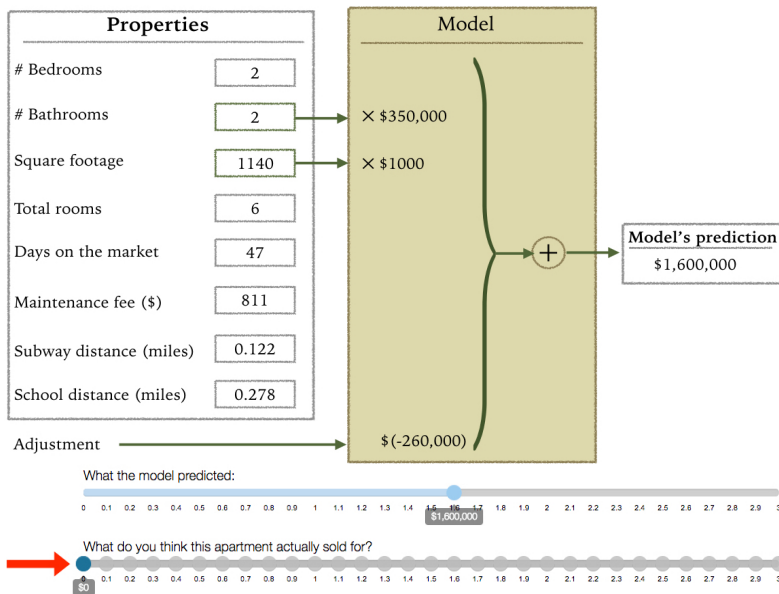 Properties
Model
# Bedrooms 2
# Bathrooms 2 × $350,000
Square footage 1140 × $1000
Total rooms 6
Days on the market 47
Maintenance fee ($) 811
Subway distance (miles) 0.122
School distance (miles) 0.278
+
Model's prediction
$1,600,000
Adjustment $(-260,000)
What the model predicted:
0 0.1 0.2 0.3 0.4 0.5 0.6 0.7 0.8 0.9 1 1.1 1.2 1.3 1.4 1.5 1.6 1.7 1.8 1.9 2 2.1 2.2 2.3 2.4 2.5 2.6 2.7 2.8 2.9 3
$1,600,000
What do you think this apartment actually sold for?
0 0.1 0.2 0.3 0.4 0.5 0.6 0.7 0.8 0.9 1 1.1 1.2 1.3 1.4 1.5 1.6 1.7 1.8 1.9 2 2.1 2.2 2.3 2.4 2.5 2.6 2.7 2.8 2.9 3
$0